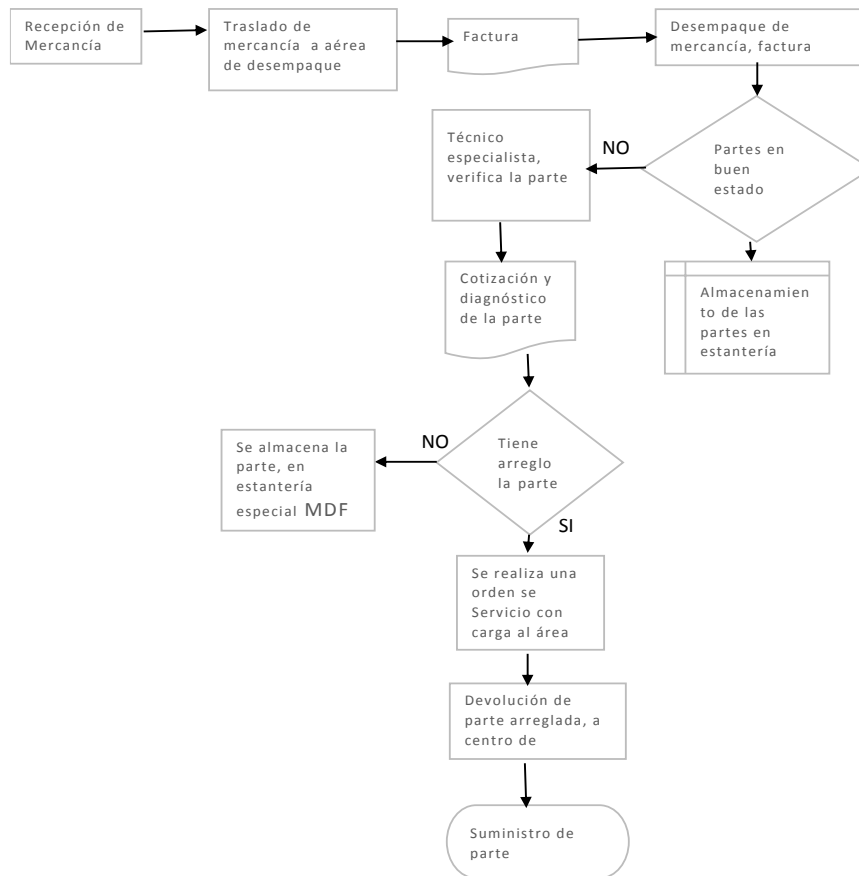 Recepción de
Mercancía
Traslado de
mercancía a aérea
de desempaque
Factura
Desempaque de
mercancía, factura
Técnico
especialista,
verifica la parte
NO
Partes en
buen
estado
Cotización y
diagnóstico
de la parte
Almacenamien
to de las
partes en
estantería
Se almacena la
parte, en
estantería
especial MDF
NO
Tiene
arreglo
la parte
SI
Se realiza una
orden se
Servicio con
carga al área
Devolución de
parte arreglada, a
centro de
Suministro de
parte